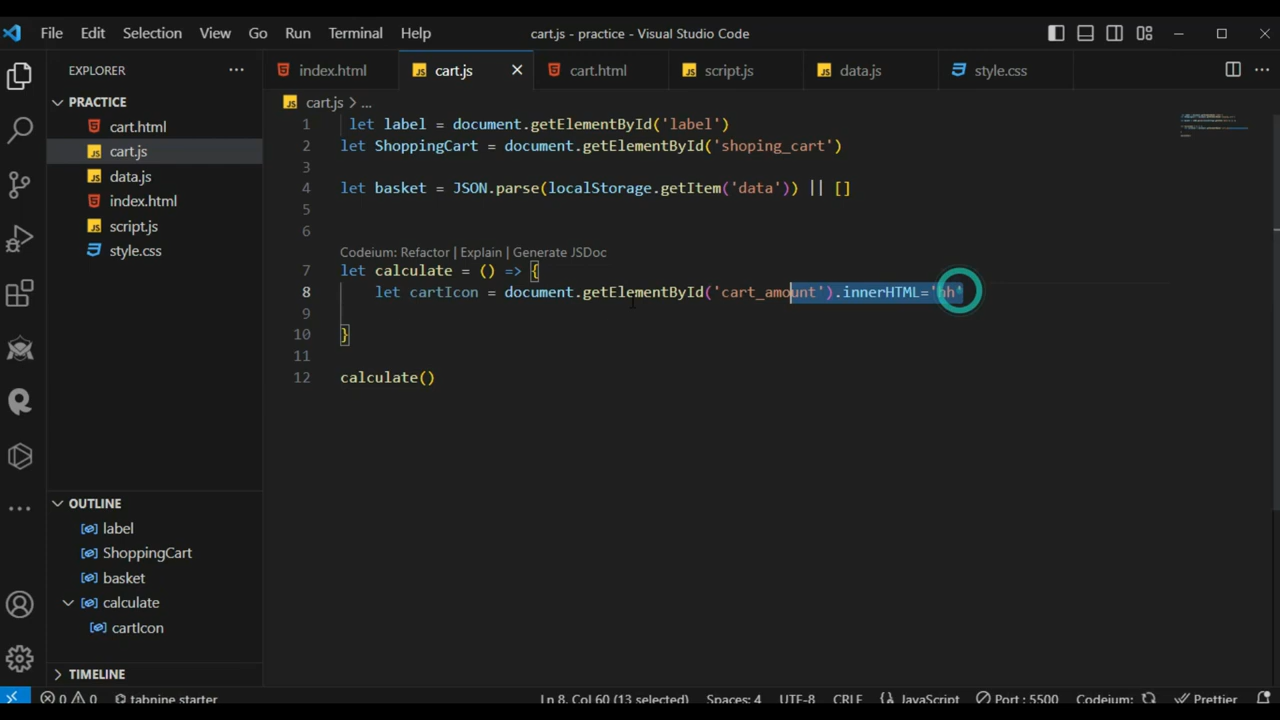 File Edit Selection View Go Run Terminal Help cart.js - practice - Visual Studio Code
EXPLORER
PRACTICE
cart.html
cart.js
data.js
index.html
script.js
style.css
OUTLINE
label
ShoppingCart
basket
calculate
cartIcon
TIMELINE
index.html cart.js cart.html script.js data.js style.css
cart.js > ...
1 let label = document.getElementById('label')
2 let ShoppingCart = document.getElementById('shoping_cart')
3
4 let basket = JSON.parse(localStorage.getItem('data')) || []
5
6
Codeium: Refactor | Explain | Generate JSDoc
7 let calculate = () => {
8 let cartIcon = document.getElementById('cart_amount').innerHTML='hh'
9
10 }
11
12 calculate()
0 0 tabnine starter Ln 8, Col 60 (13 selected) Spaces: 4 UTF-8 CRLF JavaScript Port : 5500 Codeium: Prettier